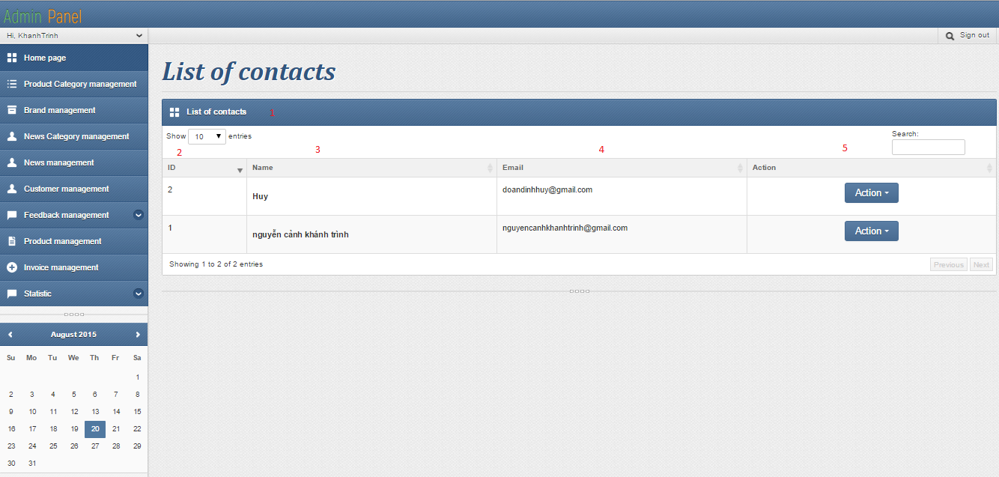 Admin Panel
Hi, KhanhTrinh
Sign out
Home page
Product Category management
Brand management
News Category management
News management
Customer management
Feedback management
Product management
Invoice management
Statistic
August 2015
Su Mo Tu We Th Fr Sa
1
2 3 4 5 6 7 8
9 10 11 12 13 14 15
16 17 18 19 20 21 22
23 24 25 26 27 28 29
30 31
List of contacts
List of contacts 1
Show 10 entries
Search:
2 3 4 5
ID Name Email Action
2 Huy doandinhhuy@gmail.com Action
1 nguyễn cảnh khánh trình nguyencanhkhanhtrinh@gmail.com Action
Showing 1 to 2 of 2 entries
Previous Next